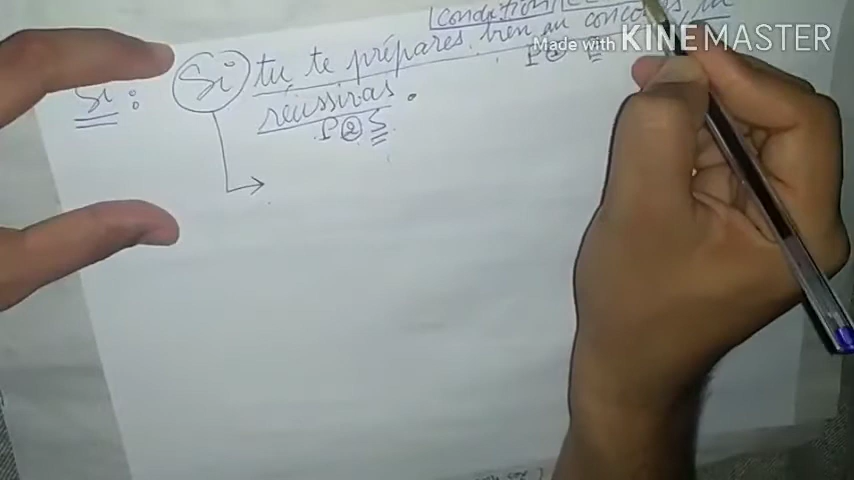 (condition)
Si : Si tu te prépares bien au concours, tu
réussiras.
P②S
Made with KINEMASTER